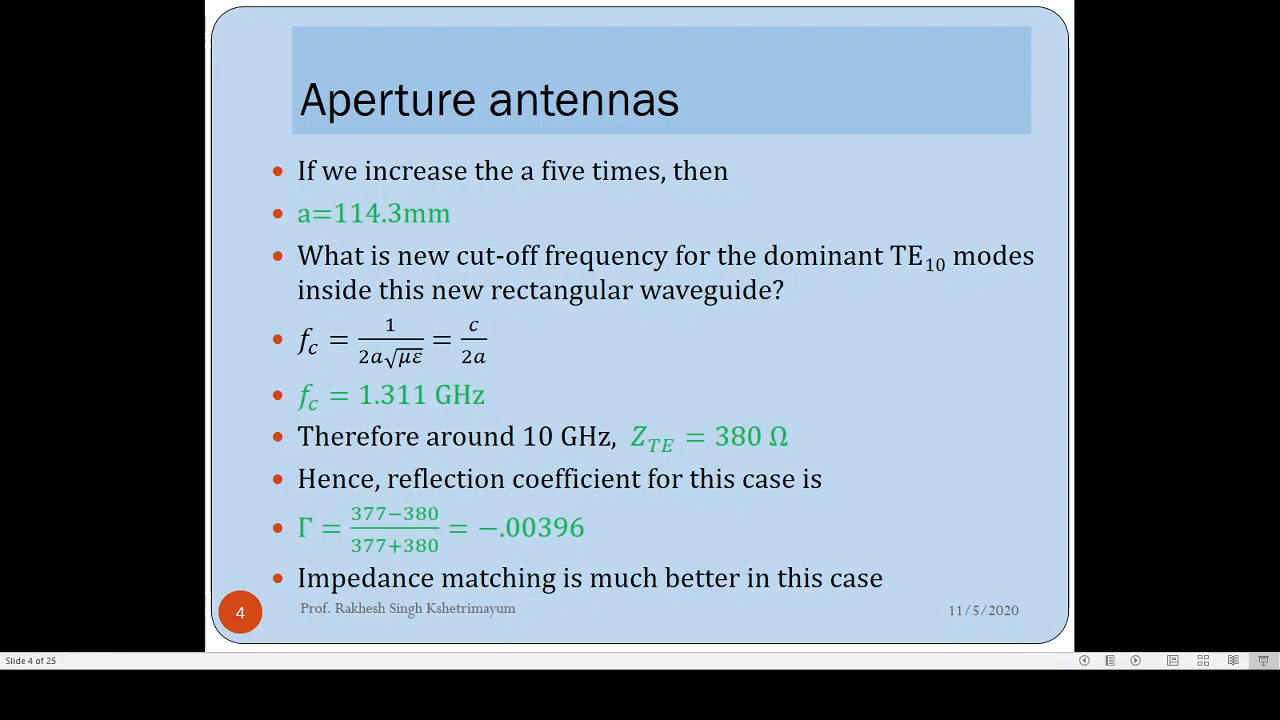 Aperture antennas
• If we increase the a five times, then
• a=114.3mm
• What is new cut-off frequency for the dominant TE₁₀ modes
inside this new rectangular waveguide?
• f_c = 1/(2a√(με)) = c/(2a)
• f_c = 1.311 GHz
• Therefore around 10 GHz, Z_TE = 380 Ω
• Hence, reflection coefficient for this case is
• Γ = (377−380)/(377+380) = −.00396
• Impedance matching is much better in this case
4 Prof. Rakhesh Singh Kshetrimayum 11/5/2020
Slide 4 of 25